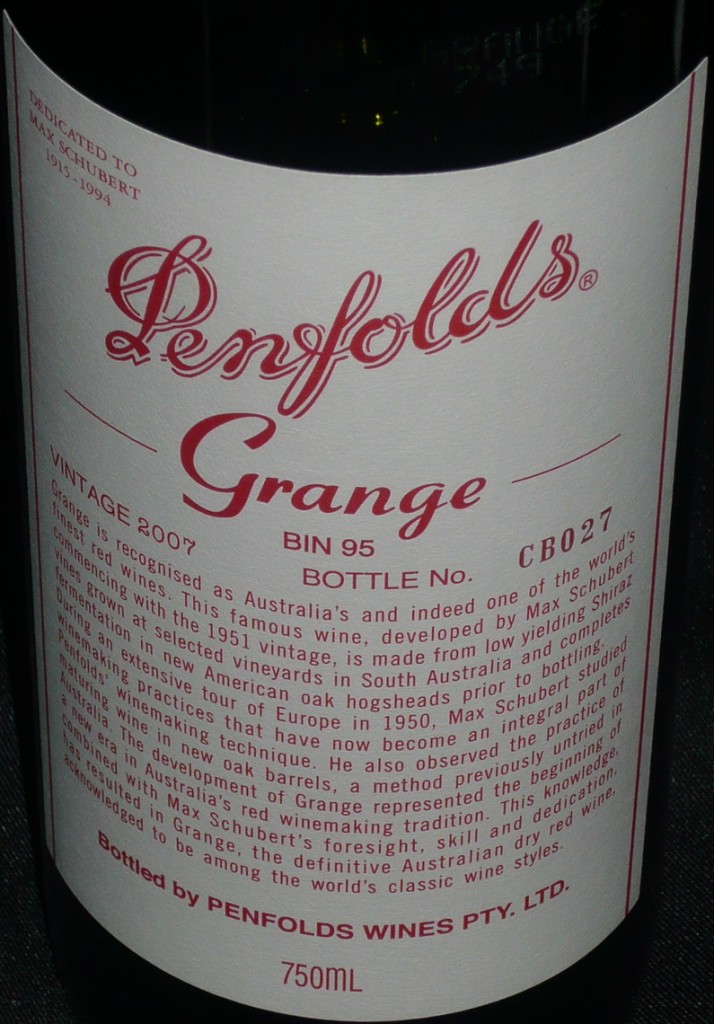 DEDICATED TO
MAX SCHUBERT
1915 - 1994
Penfolds®
Grange
VINTAGE 2007
BIN 95
BOTTLE No. CB027
Grange is recognised as Australia's and indeed one of the world's
finest red wines. This famous wine, developed by Max Schubert
commencing with the 1951 vintage, is made from low yielding Shiraz
vines grown at selected vineyards in South Australia and completes
fermentation in new American oak hogsheads prior to bottling.
During an extensive tour of Europe in 1950, Max Schubert studied
winemaking practices that have now become an integral part of
Penfolds' winemaking technique. He also observed the practice of
maturing wine in new oak barrels, a method previously untried in
Australia. The development of Grange represented the beginning of
a new era in Australia's red winemaking tradition. This knowledge,
combined with Max Schubert's foresight, skill and dedication,
has resulted in Grange, the definitive Australian dry red wine,
acknowledged to be among the world's classic wine styles.
Bottled by PENFOLDS WINES PTY. LTD.
750mL